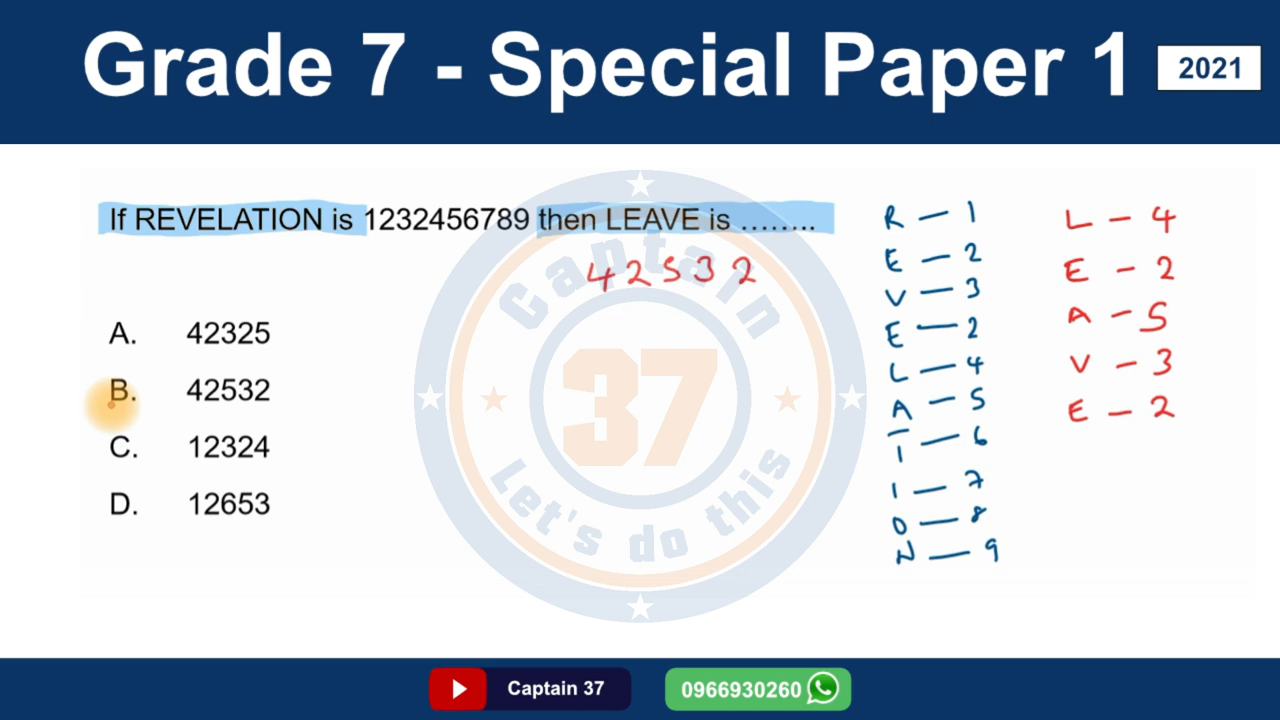 Grade 7 - Special Paper 1
2021
If REVELATION is 1232456789 then LEAVE is ........
42532
A. 42325
B. 42532
C. 12324
D. 12653
R — 1
E — 2
V — 3
E — 2
L — 4
A — 5
T — 6
I — 7
O — 8
N — 9
L — 4
E — 2
A — 5
V — 3
E — 2
Captain
37
Let's do this
Captain 37
0966930260